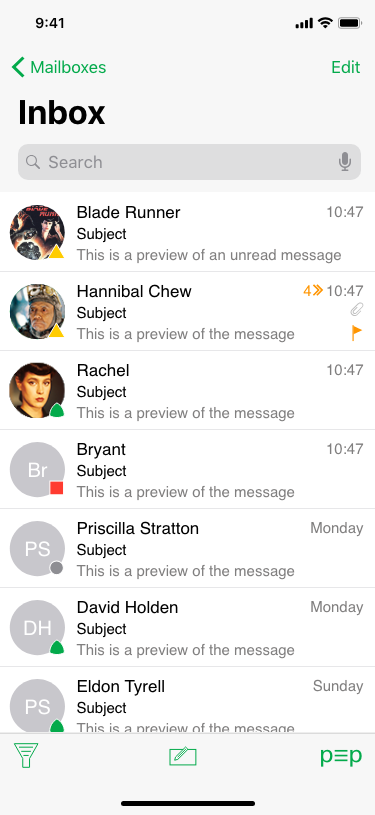 9:41
Mailboxes Edit
Inbox
Search
Blade Runner 10:47
Subject
This is a preview of an unread message
Hannibal Chew 4 10:47
Subject
This is a preview of the message
Rachel 10:47
Subject
This is a preview of the message
Br Bryant 10:47
Subject
This is a preview of the message
PS Priscilla Stratton Monday
Subject
This is a preview of the message
DH David Holden Monday
Subject
This is a preview of the message
PS Eldon Tyrell Sunday
Subject
This is a preview of the message
p≡p